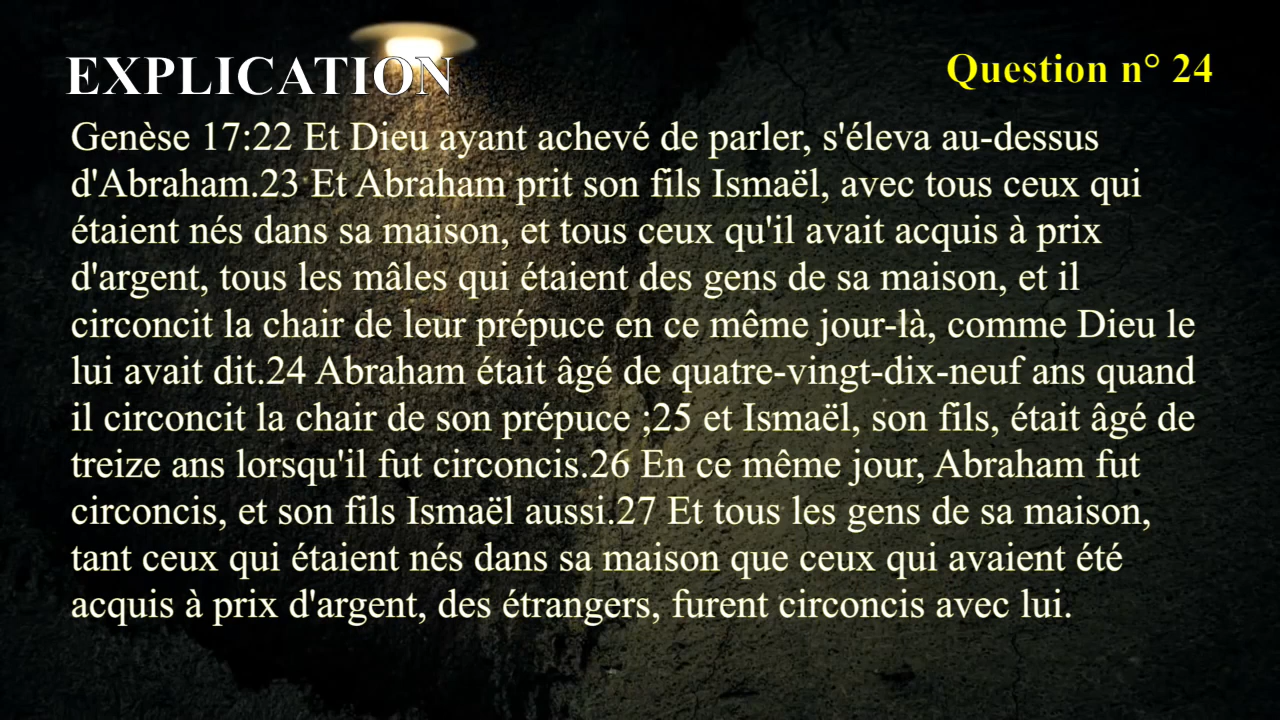 EXPLICATION
Question n° 24
Genèse 17:22 Et Dieu ayant achevé de parler, s'éleva au-dessus
d'Abraham.23 Et Abraham prit son fils Ismaël, avec tous ceux qui
étaient nés dans sa maison, et tous ceux qu'il avait acquis à prix
d'argent, tous les mâles qui étaient des gens de sa maison, et il
circoncit la chair de leur prépuce en ce même jour-là, comme Dieu le
lui avait dit.24 Abraham était âgé de quatre-vingt-dix-neuf ans quand
il circoncit la chair de son prépuce ;25 et Ismaël, son fils, était âgé de
treize ans lorsqu'il fut circoncis.26 En ce même jour, Abraham fut
circoncis, et son fils Ismaël aussi.27 Et tous les gens de sa maison,
tant ceux qui étaient nés dans sa maison que ceux qui avaient été
acquis à prix d'argent, des étrangers, furent circoncis avec lui.